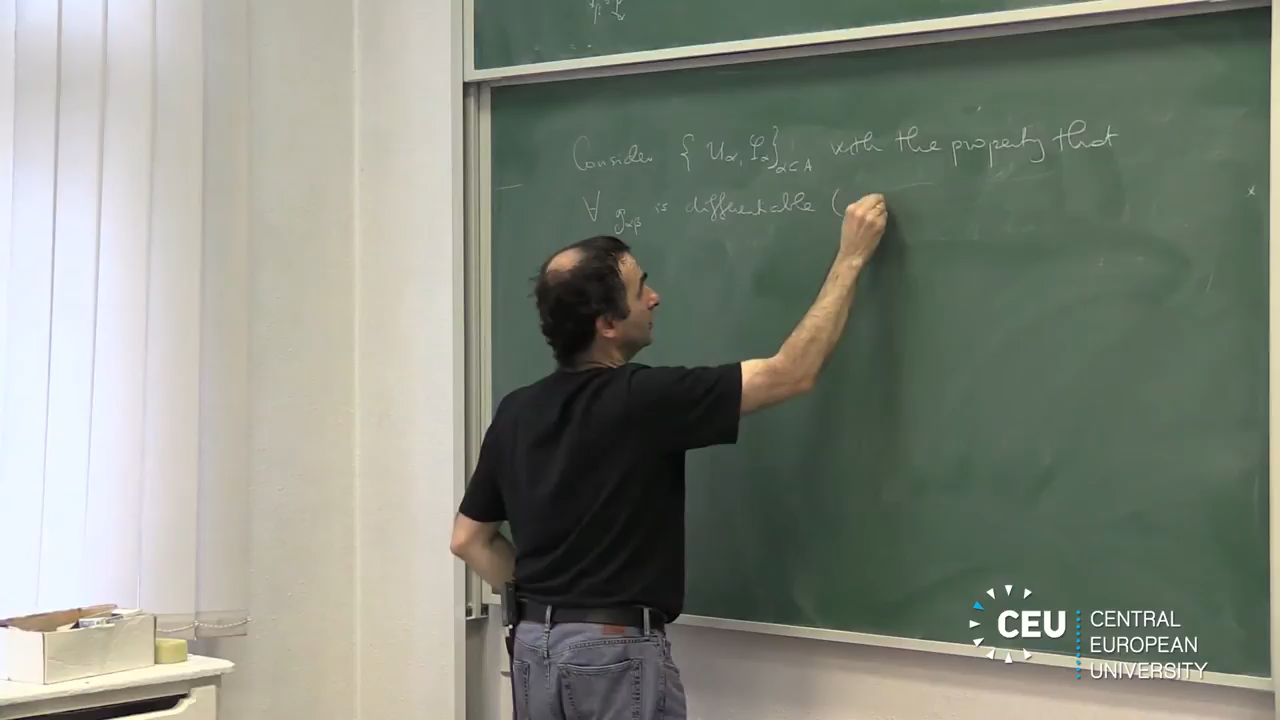 Consider { Uα, φα }α∈A with the property that
∀ gαβ is differentiable (
CEU
CENTRAL
EUROPEAN
UNIVERSITY